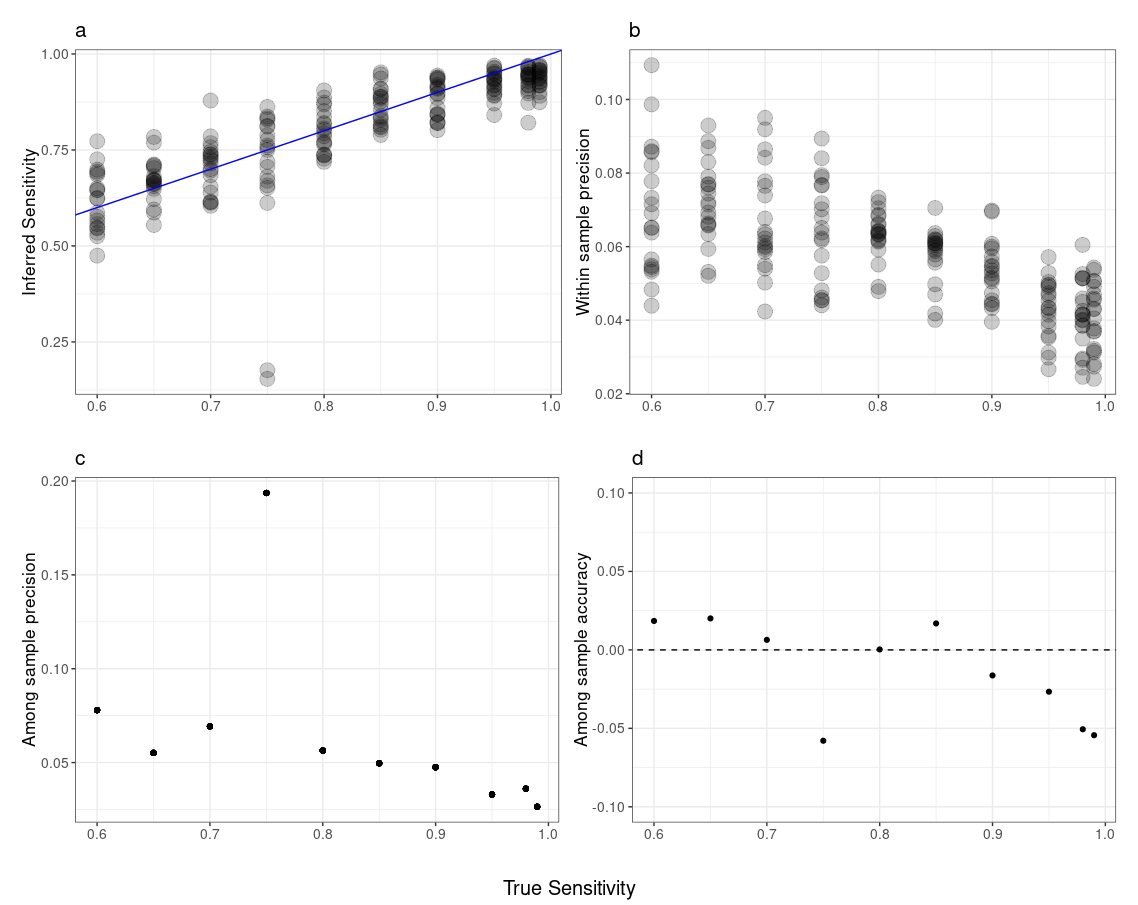 a
1.00
0.75
0.50
0.25
Inferred Sensitivity
0.6 0.7 0.8 0.9 1.0
b
0.10
0.08
0.06
0.04
0.02
Within sample precision
0.6 0.7 0.8 0.9 1.0
c
0.20
0.15
0.10
0.05
Among sample precision
0.6 0.7 0.8 0.9 1.0
d
0.10
0.05
0.00
-0.05
-0.10
Among sample accuracy
0.6 0.7 0.8 0.9 1.0
True Sensitivity